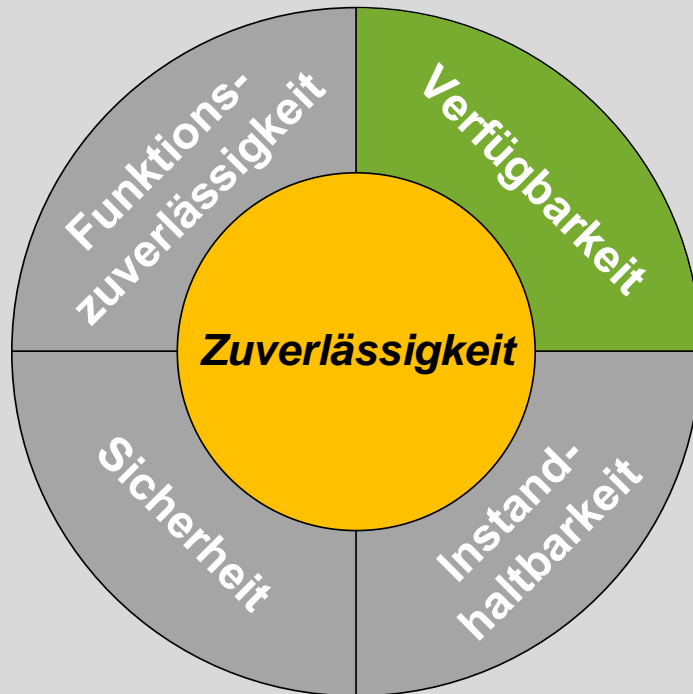 Funktions-
zuverlässigkeit
Verfügbarkeit
Zuverlässigkeit
Sicherheit
Instand-
haltbarkeit